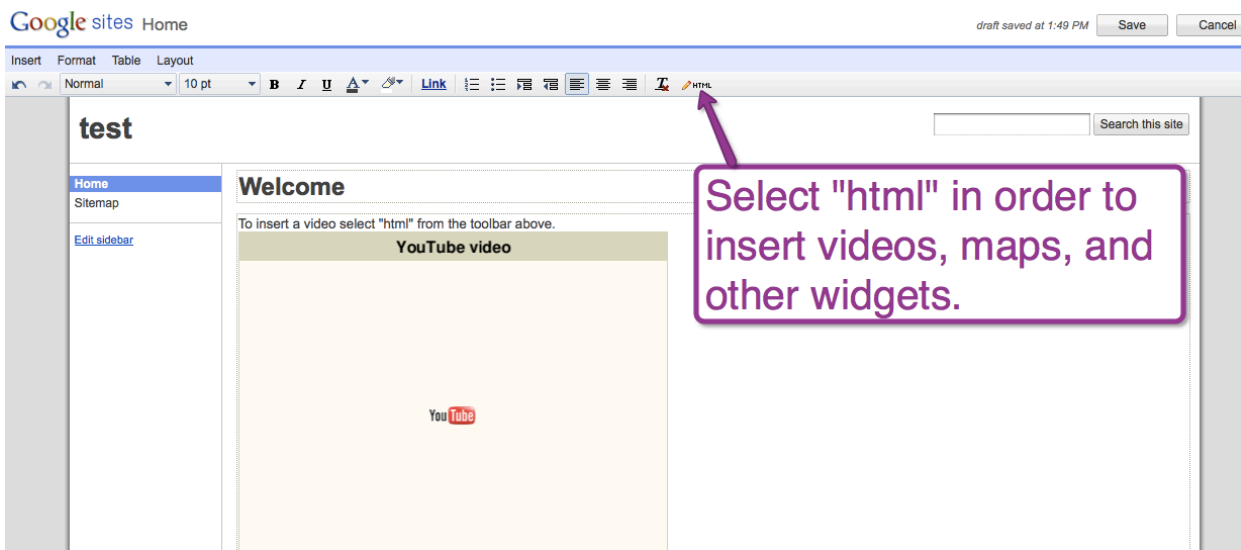 Google sites Home
draft saved at 1:49 PM Save Cancel
Insert Format Table Layout
Normal 10 pt B I U A Link T HTML
test
Search this site
Home
Sitemap
Edit sidebar
Welcome
To insert a video select "html" from the toolbar above.
YouTube video
YouTube
Select "html" in order to
insert videos, maps, and
other widgets.